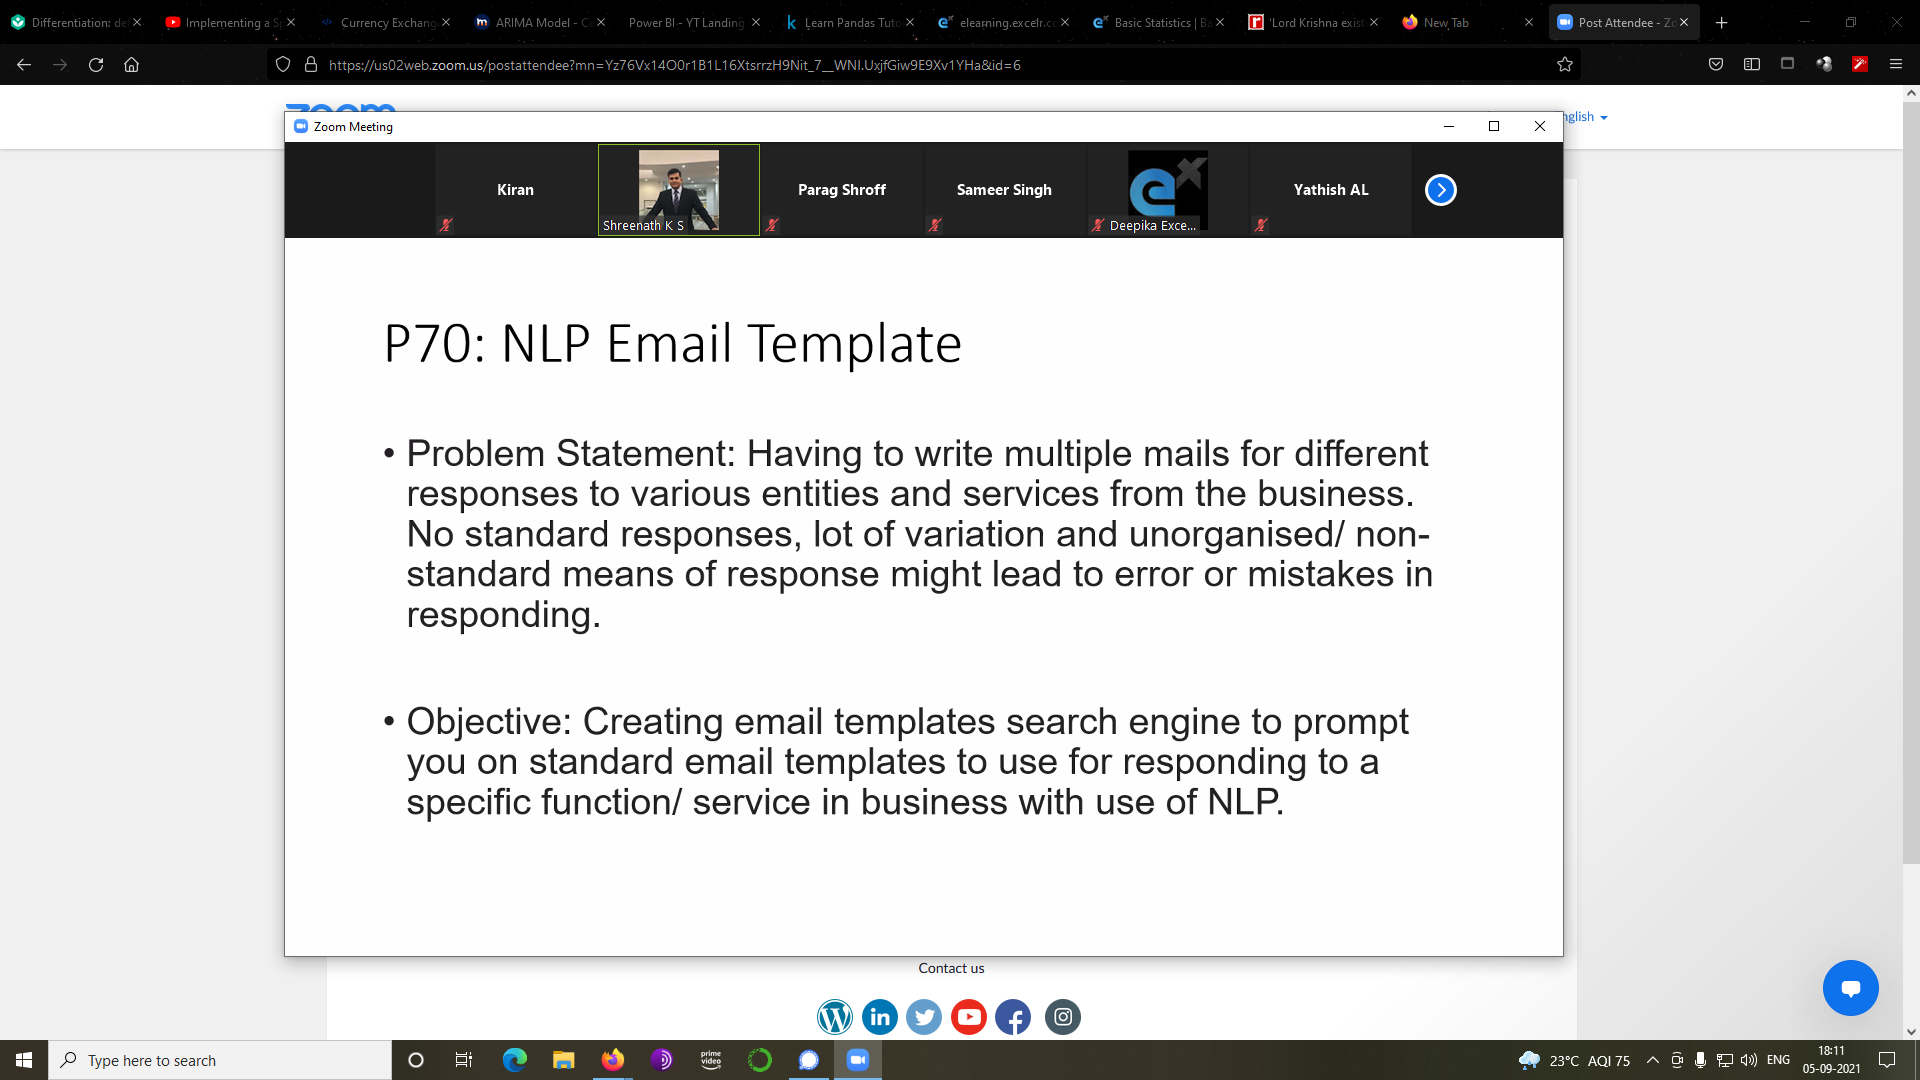 Differentiation: de
Implementing a Sp
Currency Exchang
ARIMA Model - Co
Power BI - YT Landing
Learn Pandas Tuto
elearning.excelr.co
Basic Statistics | Ba
'Lord Krishna exist
New Tab
Post Attendee - Zo
https://us02web.zoom.us/postattendee?mn=Yz76Vx14O0r1B1L16XtsrrzH9Nit_7__WNI.UxjfGiw9E9Xv1YHa&id=6
zoom
nglish
Zoom Meeting
Kiran
Shreenath K S
Parag Shroff
Sameer Singh
Deepika Exce...
Yathish AL
P70: NLP Email Template
• Problem Statement: Having to write multiple mails for different
responses to various entities and services from the business.
No standard responses, lot of variation and unorganised/ non-
standard means of response might lead to error or mistakes in
responding.
• Objective: Creating email templates search engine to prompt
you on standard email templates to use for responding to a
specific function/ service in business with use of NLP.
Contact us
Type here to search
prime video
23°C AQI 75
ENG
18:11
05-09-2021